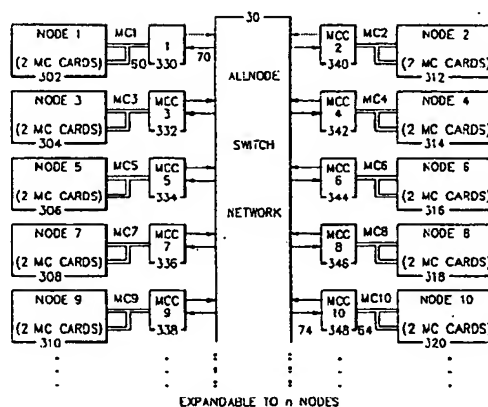 30
NODE 1
(2 MC CARDS)
302
MC1
50
1
330
70
ALLNODE
SWITCH
NETWORK
MCC
2
340
MC2
NODE 2
(2 MC CARDS)
312
NODE 3
(2 MC CARDS)
304
MC3
MCC
3
332
MCC
4
342
MC4
NODE 4
(2 MC CARDS)
314
NODE 5
(2 MC CARDS)
306
MC5
MCC
5
334
MCC
6
344
MC6
NODE 6
(2 MC CARDS)
316
NODE 7
(2 MC CARDS)
308
MC7
MCC
7
336
MCC
8
346
MC8
NODE 8
(2 MC CARDS)
318
NODE 9
(2 MC CARDS)
310
MC9
MCC
9
338
74
MCC
10
348
MC10
64
NODE 10
(2 MC CARDS)
320
EXPANDABLE TO n NODES